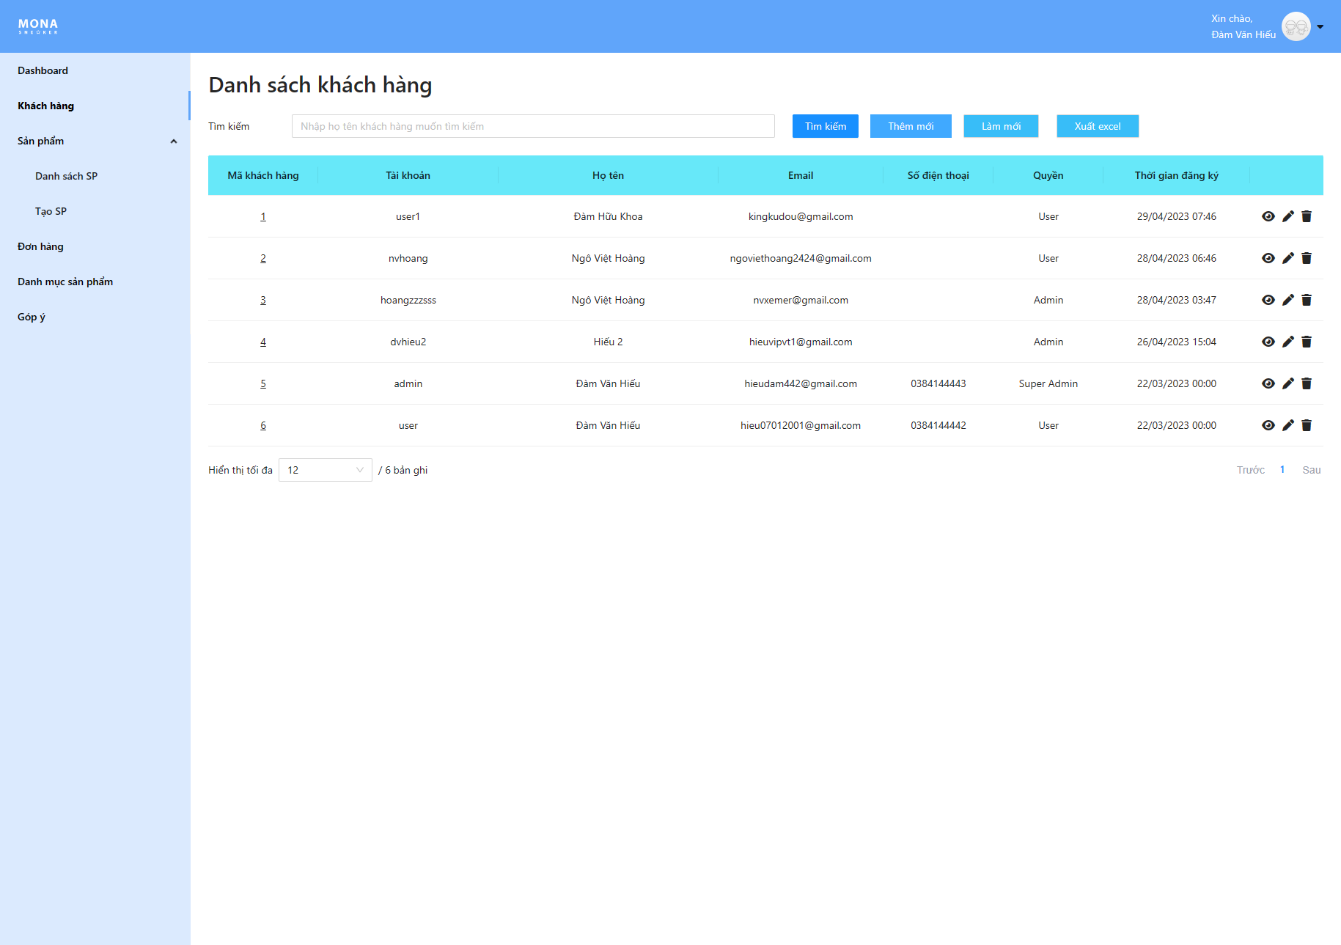 MONA
Xin chào,
Đàm Văn Hiếu
Dashboard
Khách hàng
Sản phẩm
Danh sách SP
Tạo SP
Đơn hàng
Danh mục sản phẩm
Góp ý
Danh sách khách hàng
Tìm kiếm Nhập họ tên khách hàng muốn tìm kiếm Tìm kiếm Thêm mới Làm mới Xuất excel
Mã khách hàng Tài khoản Họ tên Email Số điện thoại Quyền Thời gian đăng ký
1 user1 Đàm Hữu Khoa kingkudou@gmail.com User 29/04/2023 07:46
2 nvhoang Ngô Việt Hoàng ngoviethoang2424@gmail.com User 28/04/2023 06:46
3 hoangzzzsss Ngô Việt Hoàng nvxemer@gmail.com Admin 28/04/2023 03:47
4 dvhieu2 Hiếu 2 hieuvipvt1@gmail.com Admin 26/04/2023 15:04
5 admin Đàm Văn Hiếu hieudam442@gmail.com 0384144443 Super Admin 22/03/2023 00:00
6 user Đàm Văn Hiếu hieu07012001@gmail.com 0384144442 User 22/03/2023 00:00
Hiển thị tối đa 12 / 6 bản ghi Trước 1 Sau